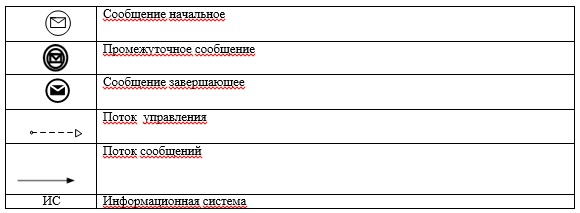 Сообщение начальное
Промежуточное сообщение
Сообщение завершающее
Поток управления
Поток сообщений
ИС Информационная система